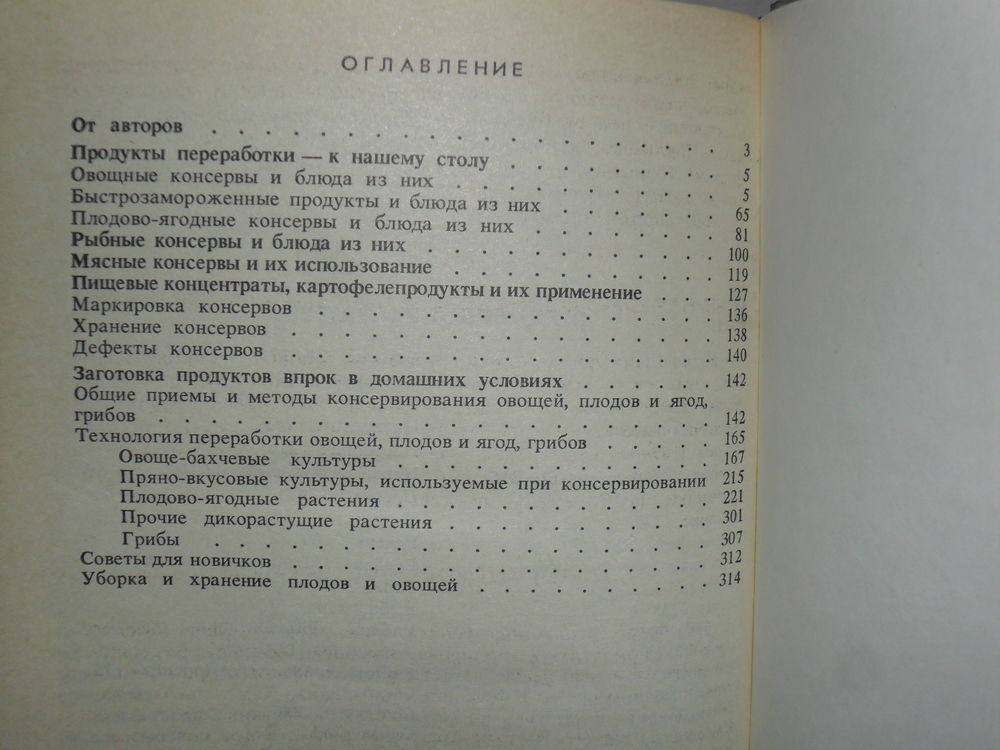 ОГЛАВЛЕНИЕ
От авторов . . . . . . . . . . . . . . . . 3
Продукты переработки — к нашему столу . . . . . . . 5
Овощные консервы и блюда из них . . . . . . . . . 5
Быстрозамороженные продукты и блюда из них . . . . . . 65
Плодово-ягодные консервы и блюда из них . . . . . . . 81
Рыбные консервы и блюда из них . . . . . . . . . . 100
Мясные консервы и их использование . . . . . . . . . 119
Пищевые концентраты, картофелепродукты и их применение . . . 127
Маркировка консервов . . . . . . . . . . . . . . 136
Хранение консервов . . . . . . . . . . . . . . . 138
Дефекты консервов . . . . . . . . . . . . . . . 140
Заготовка продуктов впрок в домашних условиях . . . . . . 142
Общие приемы и методы консервирования овощей, плодов и ягод,
грибов . . . . . . . . . . . . . . . . . . . . 142
Технология переработки овощей, плодов и ягод, грибов . . . . . 165
Овоще-бахчевые культуры . . . . . . . . . . . 167
Пряно-вкусовые культуры, используемые при консервировании 215
Плодово-ягодные растения . . . . . . . . . . . 221
Прочие дикорастущие растения . . . . . . . . . . 301
Грибы . . . . . . . . . . . . . . . . . . 307
Советы для новичков . . . . . . . . . . . . . . . 312
Уборка и хранение плодов и овощей . . . . . . . . . 314